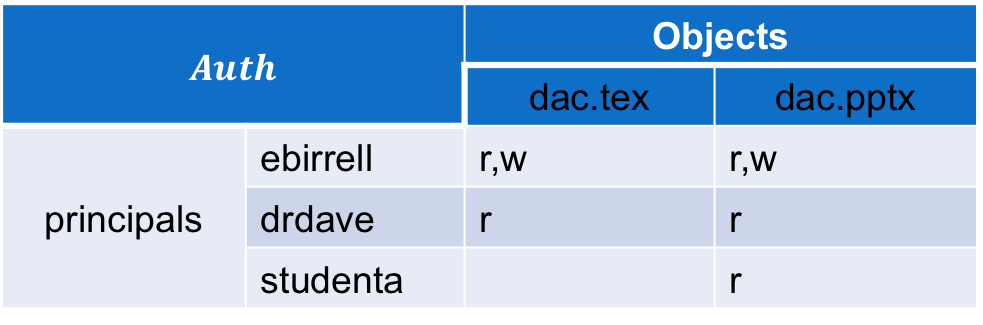 Auth
Objects
dac.tex dac.pptx
principals
ebirrell r,w r,w
drdave r r
studenta r